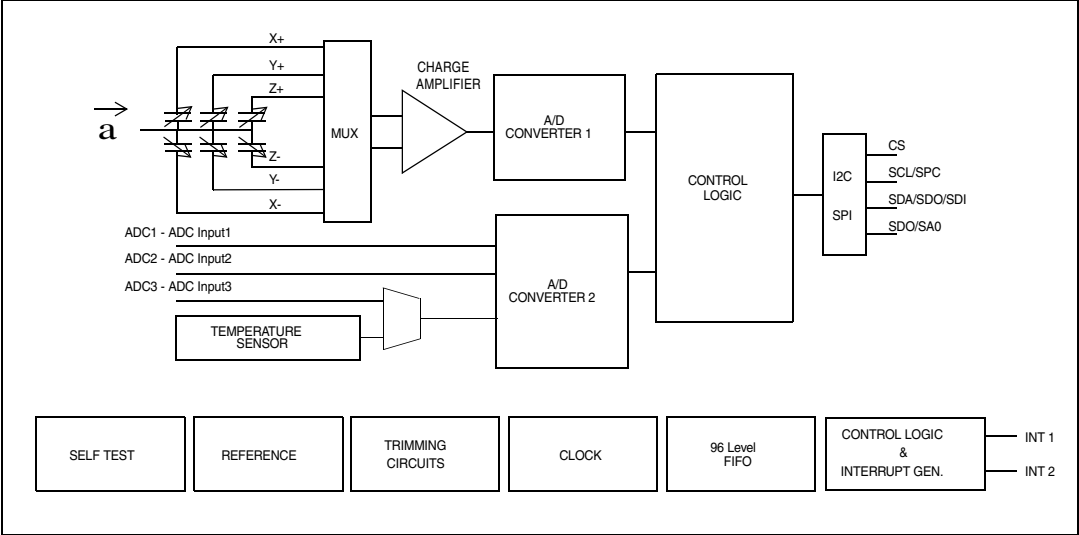 X+
Y+
Z+
a
Z-
Y-
X-
MUX
CHARGE
AMPLIFIER
A/D
CONVERTER 1
CONTROL
LOGIC
I2C
SPI
CS
SCL/SPC
SDA/SDO/SDI
SDO/SA0
ADC1 - ADC Input1
ADC2 - ADC Input2
ADC3 - ADC Input3
TEMPERATURE
SENSOR
A/D
CONVERTER 2
SELF TEST
REFERENCE
TRIMMING
CIRCUITS
CLOCK
96 Level
FIFO
CONTROL LOGIC
&
INTERRUPT GEN.
INT 1
INT 2